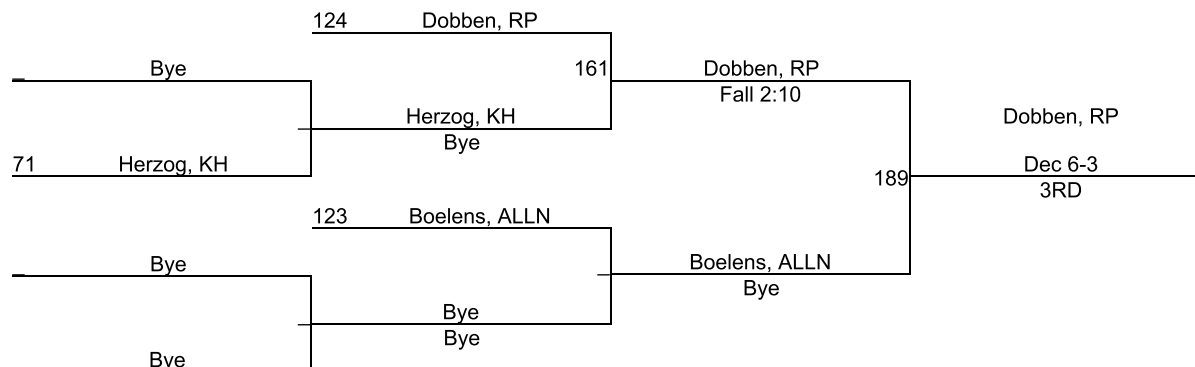 124 Dobben, RP
Bye
161
Dobben, RP
Fall 2:10
Herzog, KH
Bye
Dobben, RP
71 Herzog, KH
Dec 6-3
189
3RD
123 Boelens, ALLN
Bye
Boelens, ALLN
Bye
Bye
Bye
Bye